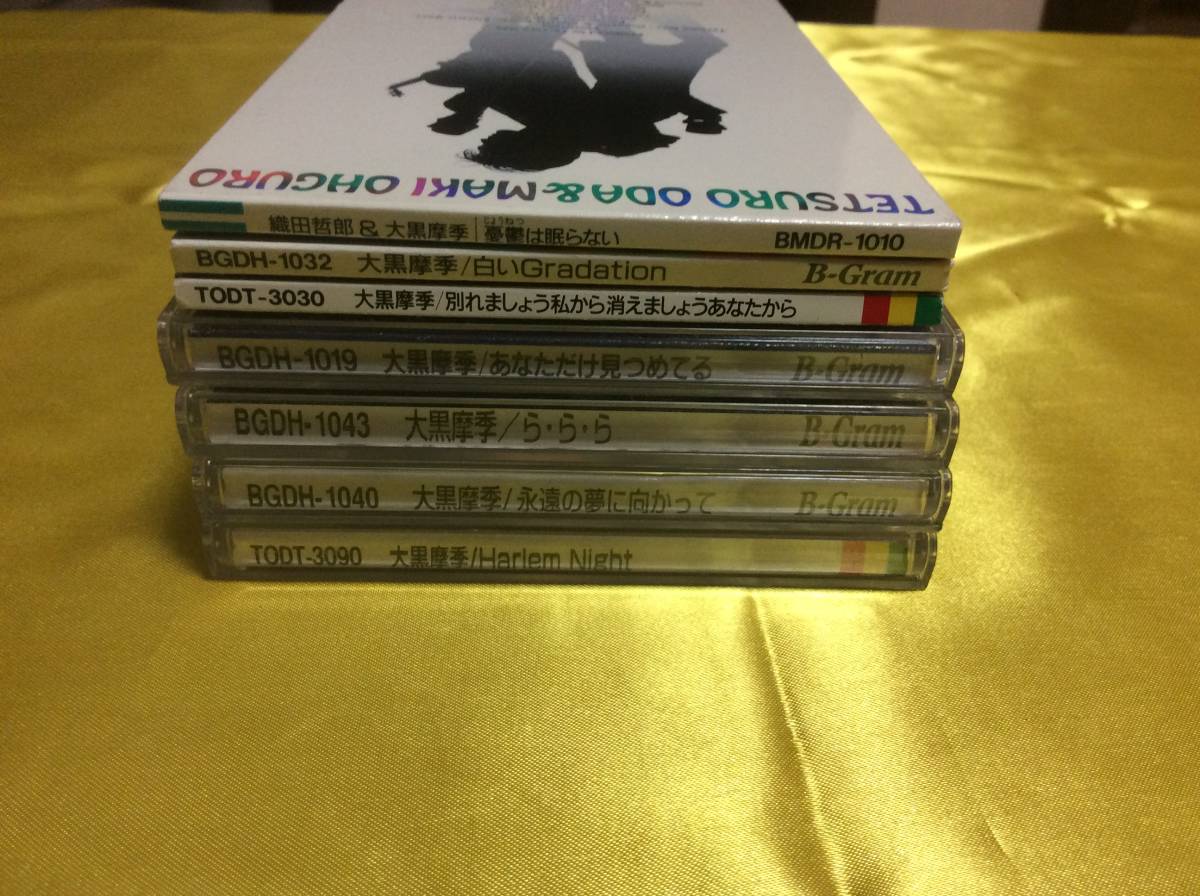 TETSURO ODA & MAKI OHGURO
織田哲郎 & 大黒摩季 憂鬱は眠らない BMDR-1010
じょうねつ
BGDH-1032 大黒摩季/白いGradation B-Gram
TODT-3030 大黒摩季/別れましょう私から消えましょうあなたから
BGDH-1019 大黒摩季/あなただけ見つめてる B-Gram
BGDH-1043 大黒摩季/ら・ら・ら B-Gram
BGDH-1040 大黒摩季/永遠の夢に向かって B-Gram
TODT-3090 大黒摩季/Harlem Night